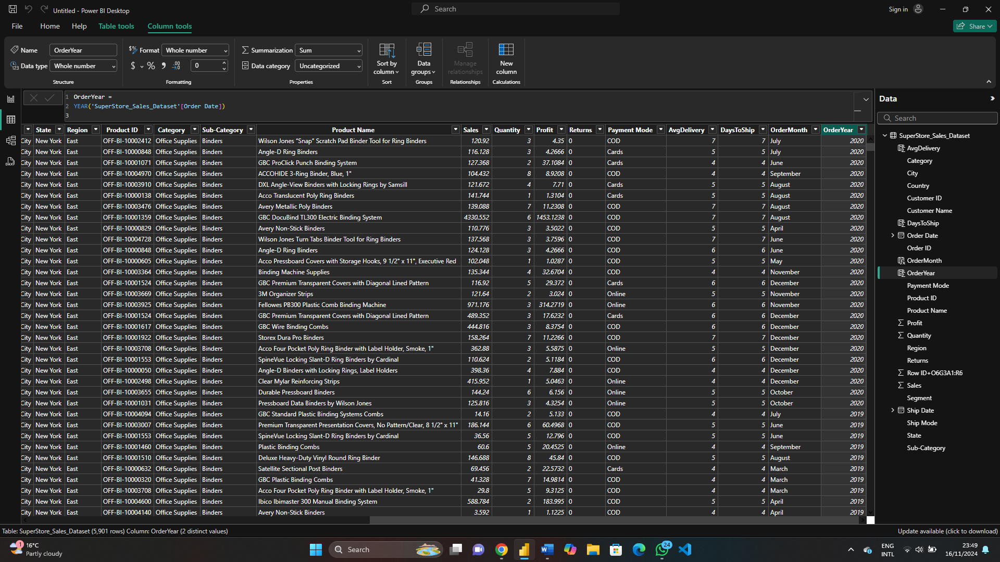 Untitled - Power BI Desktop
Search
Sign in
File Home Help Table tools Column tools
Share
Name OrderYear
Data type Whole number
Structure
Format Whole number
$ % 0
Formatting
Summarization Sum
Data category Uncategorized
Properties
Sort by column
Sort
Data groups
Groups
Manage relationships
Relationships
New column
Calculations
1 OrderYear =
2 YEAR('SuperStore_Sales_Dataset'[Order Date])
3
State Region Product ID Category Sub-Category Product Name Sales Quantity Profit Returns Payment Mode AvgDelivery DaysToShip OrderMonth OrderYear
City New York East OFF-BI-10002412 Office Supplies Binders Wilson Jones “Snap” Scratch Pad Binder Tool for Ring Binders 120.92 3 4.35 0 COD 7 7 July 2020
City New York East OFF-BI-10000848 Office Supplies Binders Angle-D Ring Binders 116.128 3 4.2666 0 Cards 5 5 July 2020
City New York East OFF-BI-10001071 Office Supplies Binders GBC ProClick Punch Binding System 127.368 2 37.1084 0 Cards 4 4 June 2020
City New York East OFF-BI-10004970 Office Supplies Binders ACCOHIDE 3-Ring Binder, Blue, 1" 104.432 8 8.9208 0 COD 4 4 September 2020
City New York East OFF-BI-10003910 Office Supplies Binders DXL Angle-View Binders with Locking Rings by Samsill 121.672 4 7.71 0 Cards 5 5 August 2020
City New York East OFF-BI-10000138 Office Supplies Binders Acco Translucent Poly Ring Binders 141.744 1 1.3104 0 Cards 5 5 August 2020
City New York East OFF-BI-10003476 Office Supplies Binders Avery Metallic Poly Binders 139.088 7 11.2308 0 COD 7 7 August 2020
City New York East OFF-BI-10001359 Office Supplies Binders GBC DocuBind TL300 Electric Binding System 4330.552 6 1453.1238 0 COD 7 7 August 2020
City New York East OFF-BI-10000829 Office Supplies Binders Avery Non-Stick Binders 110.776 3 3.5022 0 COD 5 5 April 2020
City New York East OFF-BI-10004728 Office Supplies Binders Wilson Jones Turn Tabs Binder Tool for Ring Binders 137.568 3 3.7596 0 COD 7 7 June 2020
City New York East OFF-BI-10000848 Office Supplies Binders Angle-D Ring Binders 124.128 3 4.2666 0 COD 6 6 June 2020
City New York East OFF-BI-10000605 Office Supplies Binders Acco Pressboard Covers with Storage Hooks, 9 1/2" x 11", Executive Red 102.048 1 1.0287 0 COD 5 5 May 2020
City New York East OFF-BI-10003364 Office Supplies Binders Binding Machine Supplies 135.344 4 32.6704 0 COD 4 4 November 2020
City New York East OFF-BI-10001524 Office Supplies Binders GBC Premium Transparent Covers with Diagonal Lined Pattern 116.92 5 29.372 0 Cards 6 6 December 2020
City New York East OFF-BI-10003669 Office Supplies Binders 3M Organizer Strips 121.64 2 3.024 0 Online 5 5 November 2020
City New York East OFF-BI-10003925 Office Supplies Binders Fellowes PB300 Plastic Comb Binding Machine 971.176 3 314.2719 0 Online 6 6 November 2020
City New York East OFF-BI-10001524 Office Supplies Binders GBC Premium Transparent Covers with Diagonal Lined Pattern 489.352 3 17.6232 0 Cards 6 6 December 2020
City New York East OFF-BI-10001617 Office Supplies Binders GBC Wire Binding Combs 444.816 3 8.3754 0 COD 6 6 December 2020
City New York East OFF-BI-10001922 Office Supplies Binders Storex Dura Pro Binders 158.264 7 11.2266 0 COD 7 7 December 2020
City New York East OFF-BI-10003708 Office Supplies Binders Acco Four Pocket Poly Ring Binder with Label Holder, Smoke, 1" 362.88 3 5.5875 0 Online 5 5 December 2020
City New York East OFF-BI-10001553 Office Supplies Binders SpineVue Locking Slant-D Ring Binders by Cardinal 110.624 2 5.1184 0 COD 6 6 December 2020
City New York East OFF-BI-10000050 Office Supplies Binders Angle-D Binders with Locking Rings, Label Holders 398.36 4 7.884 0 COD 4 4 December 2020
City New York East OFF-BI-10002498 Office Supplies Binders Clear Mylar Reinforcing Strips 415.952 1 5.0463 0 Online 4 4 December 2020
City New York East OFF-BI-10003655 Office Supplies Binders Durable Pressboard Binders 144.24 6 6.156 0 Online 5 5 October 2020
City New York East OFF-BI-10001031 Office Supplies Binders Pressboard Data Binders by Wilson Jones 125.816 3 4.3254 0 Online 5 5 October 2020
City New York East OFF-BI-10004094 Office Supplies Binders GBC Standard Plastic Binding Systems Combs 14.16 2 5.133 0 COD 4 4 July 2019
City New York East OFF-BI-10003007 Office Supplies Binders Premium Transparent Presentation Covers, No Pattern/Clear, 8 1/2" x 11" 186.144 6 60.4968 0 COD 5 5 June 2019
City New York East OFF-BI-10001553 Office Supplies Binders SpineVue Locking Slant-D Ring Binders by Cardinal 36.56 5 12.796 0 COD 5 5 June 2019
City New York East OFF-BI-10001460 Office Supplies Binders Plastic Binding Combs 60.6 5 20.4525 0 Online 4 4 September 2019
City New York East OFF-BI-10001510 Office Supplies Binders Deluxe Heavy-Duty Vinyl Round Ring Binder 146.688 8 45.84 0 COD 5 5 August 2019
City New York East OFF-BI-10000632 Office Supplies Binders Satellite Sectional Post Binders 69.456 2 22.5732 0 Cards 4 4 March 2019
City New York East OFF-BI-10000320 Office Supplies Binders GBC Plastic Binding Combs 41.328 7 14.9814 0 COD 4 4 March 2019
City New York East OFF-BI-10003708 Office Supplies Binders Acco Four Pocket Poly Ring Binder with Label Holder, Smoke, 1" 29.8 5 9.3125 0 COD 4 4 March 2019
City New York East OFF-BI-10004600 Office Supplies Binders Ibico Ibimaster 300 Manual Binding System 588.784 2 183.995 0 COD 5 5 April 2019
City New York East OFF-BI-10004140 Office Supplies Binders Avery Non-Stick Binders 3.592 1 1.1225 0 COD 4 4 April 2019
Data
Search
SuperStore_Sales_Dataset
AvgDelivery
Category
City
Country
Customer ID
Customer Name
DaysToShip
Order Date
Order ID
OrderMonth
OrderYear
Payment Mode
Product ID
Product Name
Profit
Quantity
Region
Returns
Row ID+O6G3A1:R6
Sales
Segment
Ship Date
Ship Mode
State
Sub-Category
Table: SuperStore_Sales_Dataset (5,901 rows) Column: OrderYear (2 distinct values)
Update available (click to download)
1
16°C
Partly cloudy
Search
24
ENG
INTL
23:49
16/11/2024